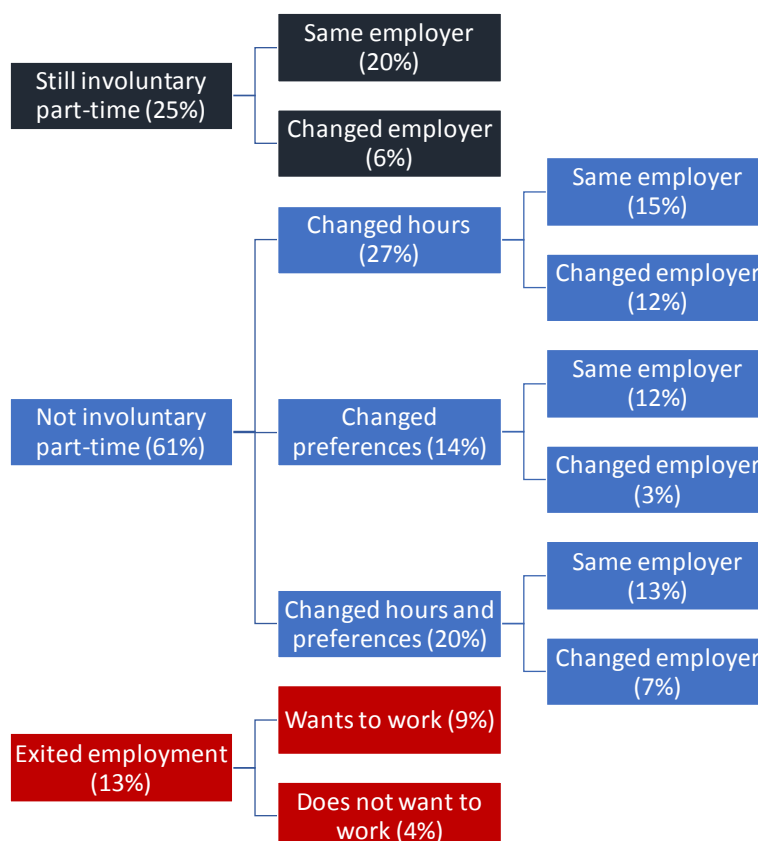 Still involuntary
part-time (25%)
Same employer
(20%)
Changed employer
(6%)
Not involuntary
part-time (61%)
Changed hours
(27%)
Same employer
(15%)
Changed employer
(12%)
Changed
preferences (14%)
Same employer
(12%)
Changed employer
(3%)
Changed hours and
preferences (20%)
Same employer
(13%)
Changed employer
(7%)
Exited employment
(13%)
Wants to work (9%)
Does not want to
work (4%)